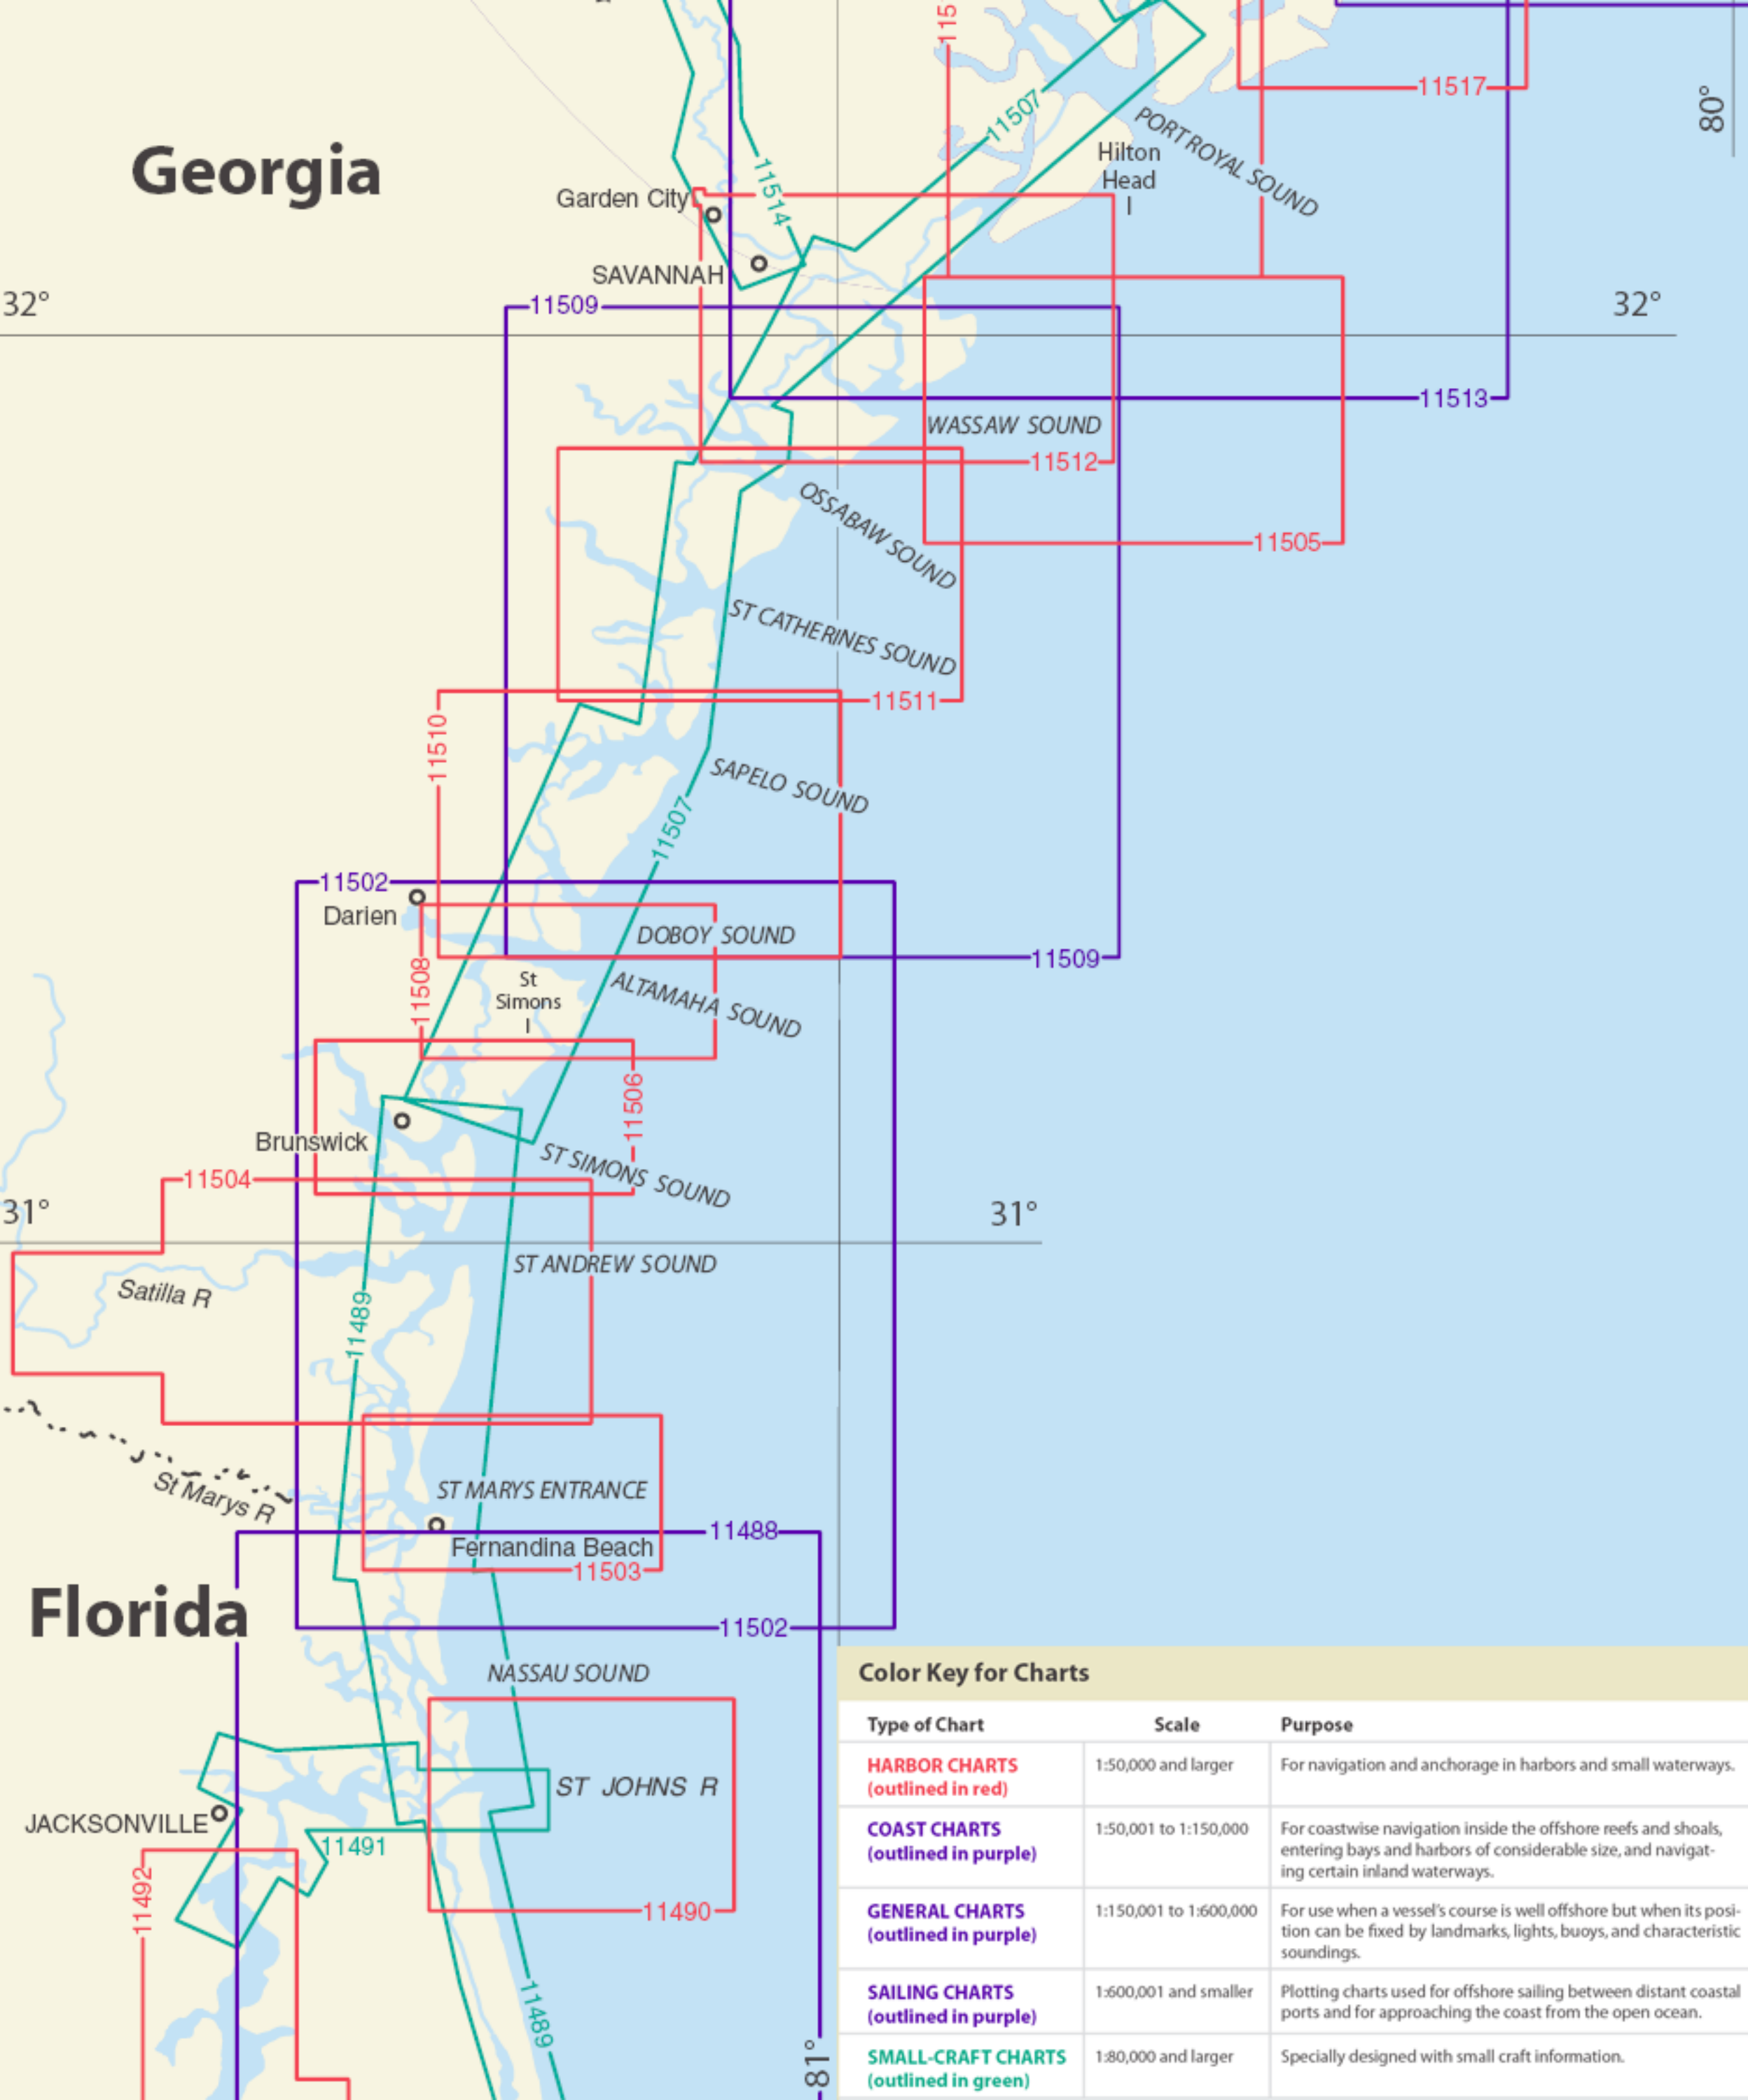 115
11517
80°
11507
PORT ROYAL SOUND
Hilton
Head
I
Georgia
11514
Garden City
SAVANNAH
32°
11509
32°
11513
WASSAW SOUND
11512
OSSABAW SOUND
11505
ST CATHERINES SOUND
11511
11510
SAPELO SOUND
11507
11502
Darien
DOBOY SOUND
11509
11508
St
Simons
I
ALTAMAHA SOUND
11506
Brunswick
ST SIMONS SOUND
11504
31°
31°
ST ANDREW SOUND
Satilla R
11489
St Marys R
ST MARYS ENTRANCE
11488
Fernandina Beach
11503
Florida
11502
NASSAU SOUND
ST JOHNS R
JACKSONVILLE
11491
11492
11490
11489
81°
Color Key for Charts
Type of Chart Scale Purpose
HARBOR CHARTS 1:50,000 and larger For navigation and anchorage in harbors and small waterways.
(outlined in red)
COAST CHARTS 1:50,001 to 1:150,000 For coastwise navigation inside the offshore reefs and shoals,
(outlined in purple) entering bays and harbors of considerable size, and navigat-
ing certain inland waterways.
GENERAL CHARTS 1:150,001 to 1:600,000 For use when a vessel's course is well offshore but when its posi-
(outlined in purple) tion can be fixed by landmarks, lights, buoys, and characteristic
soundings.
SAILING CHARTS 1:600,001 and smaller Plotting charts used for offshore sailing between distant coastal
(outlined in purple) ports and for approaching the coast from the open ocean.
SMALL-CRAFT CHARTS 1:80,000 and larger Specially designed with small craft information.
(outlined in green)